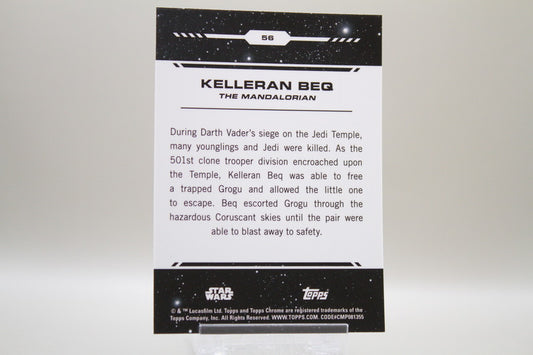 56
KELLERAN BEQ
THE MANDALORIAN
During Darth Vader's siege on the Jedi Temple,
many younglings and Jedi were killed. As the
501st clone trooper division encroached upon
the Temple, Kelleran Beq was able to free
a trapped Grogu and allowed the little one
to escape. Beq escorted Grogu through the
hazardous Coruscant skies until the pair were
able to blast away to safety.
STAR WARS
Topps
© & ™ Lucasfilm Ltd. Topps and Topps Chrome are registered trademarks of the
Topps Company, Inc. All Rights Reserved. WWW.TOPPS.COM. CODE#CMP081355